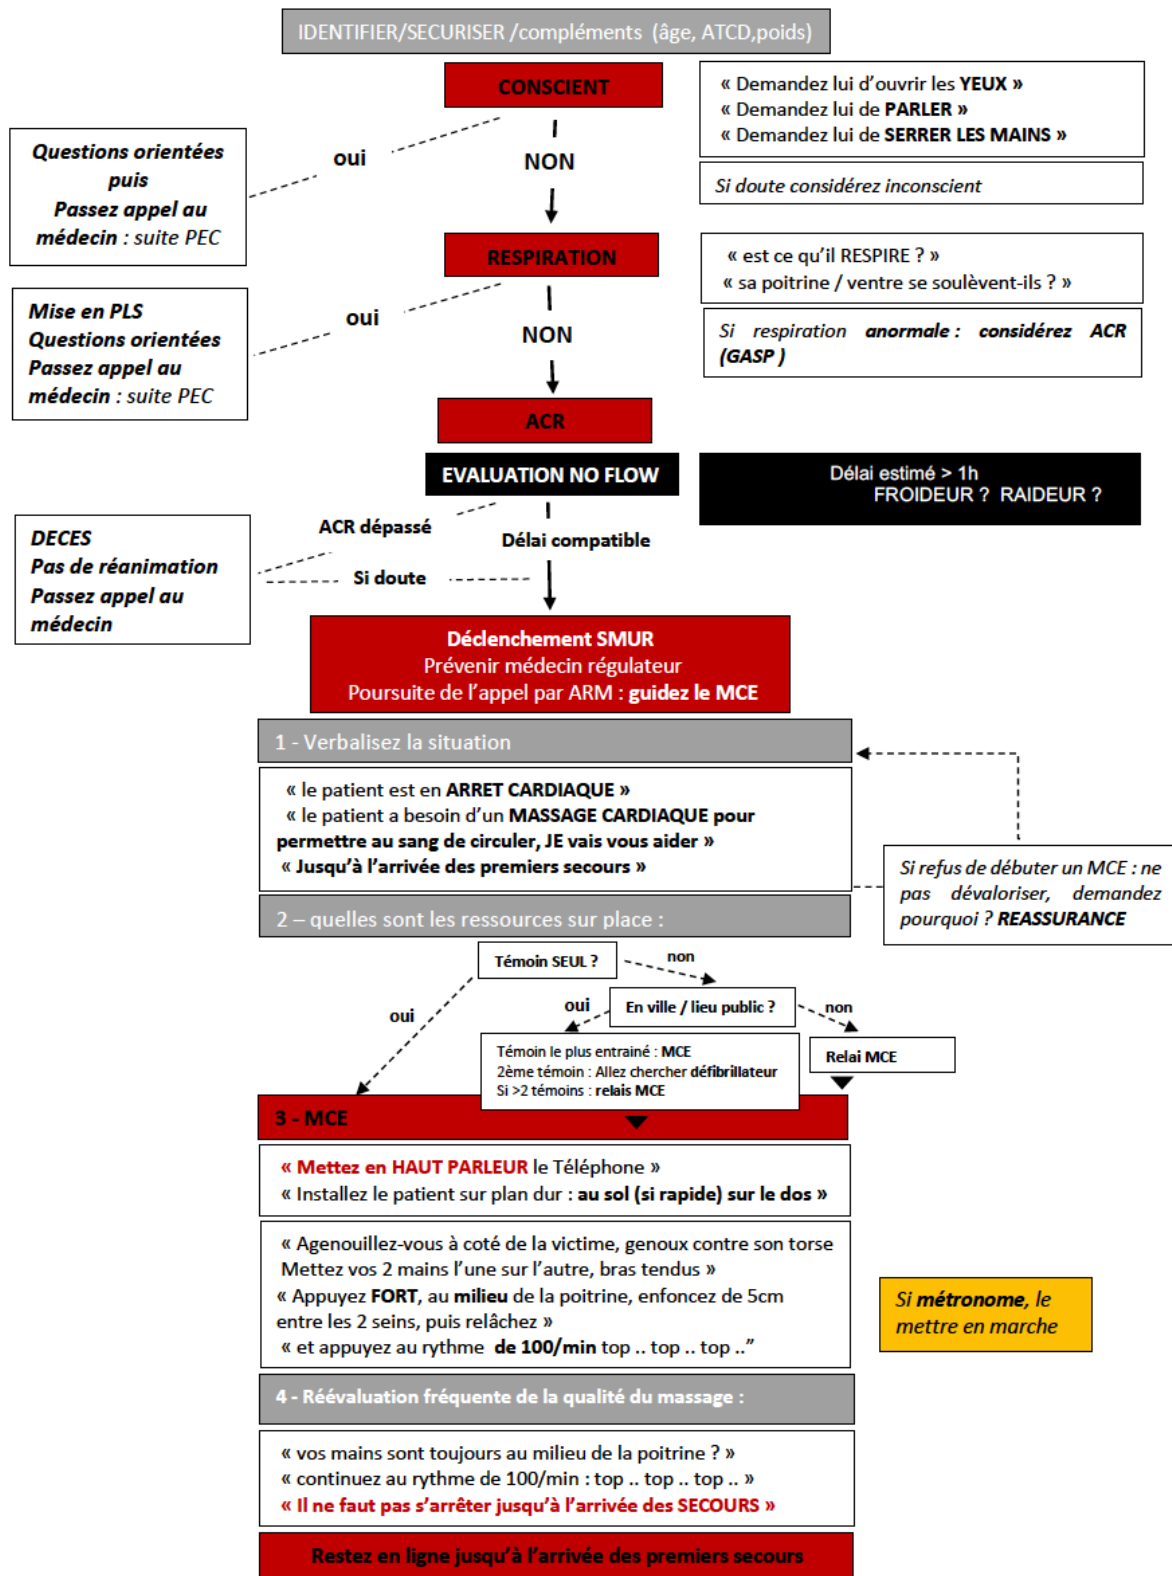 IDENTIFIER/SECURISER /compléments (âge, ATCD,poids)
CONSCIENT
« Demandez lui d'ouvrir les YEUX »
« Demandez lui de PARLER »
« Demandez lui de SERRER LES MAINS »
Si doute considérez inconscient
oui
NON
Questions orientées
puis
Passez appel au
médecin : suite PEC
RESPIRATION
« est ce qu'il RESPIRE ? »
« sa poitrine / ventre se soulèvent-ils ? »
Si respiration anormale : considérez ACR
(GASP )
oui
NON
Mise en PLS
Questions orientées
Passez appel au
médecin : suite PEC
ACR
EVALUATION NO FLOW
Délai estimé > 1h
FROIDEUR ? RAIDEUR ?
ACR dépassé
Délai compatible
Si doute
DECES
Pas de réanimation
Passez appel au
médecin
Déclenchement SMUR
Prévenir médecin régulateur
Poursuite de l'appel par ARM : guidez le MCE
1 - Verbalisez la situation
« le patient est en ARRET CARDIAQUE »
« le patient a besoin d'un MASSAGE CARDIAQUE pour
permettre au sang de circuler, JE vais vous aider »
« Jusqu'à l'arrivée des premiers secours »
Si refus de débuter un MCE : ne
pas dévaloriser, demandez
pourquoi ? REASSURANCE
2 – quelles sont les ressources sur place :
Témoin SEUL ?
non
oui
En ville / lieu public ?
oui
non
Témoin le plus entrainé : MCE
2ème témoin : Allez chercher défibrillateur
Si >2 témoins : relais MCE
Relai MCE
3 - MCE
« Mettez en HAUT PARLEUR le Téléphone »
« Installez le patient sur plan dur : au sol (si rapide) sur le dos »
« Agenouillez-vous à coté de la victime, genoux contre son torse
Mettez vos 2 mains l'une sur l'autre, bras tendus »
« Appuyez FORT, au milieu de la poitrine, enfoncez de 5cm
entre les 2 seins, puis relâchez »
« et appuyez au rythme de 100/min top .. top .. top .."
Si métronome, le
mettre en marche
4 - Réévaluation fréquente de la qualité du massage :
« vos mains sont toujours au milieu de la poitrine ? »
« continuez au rythme de 100/min : top .. top .. top .. »
« Il ne faut pas s'arrêter jusqu'à l'arrivée des SECOURS »
Restez en ligne jusqu'à l'arrivée des premiers secours